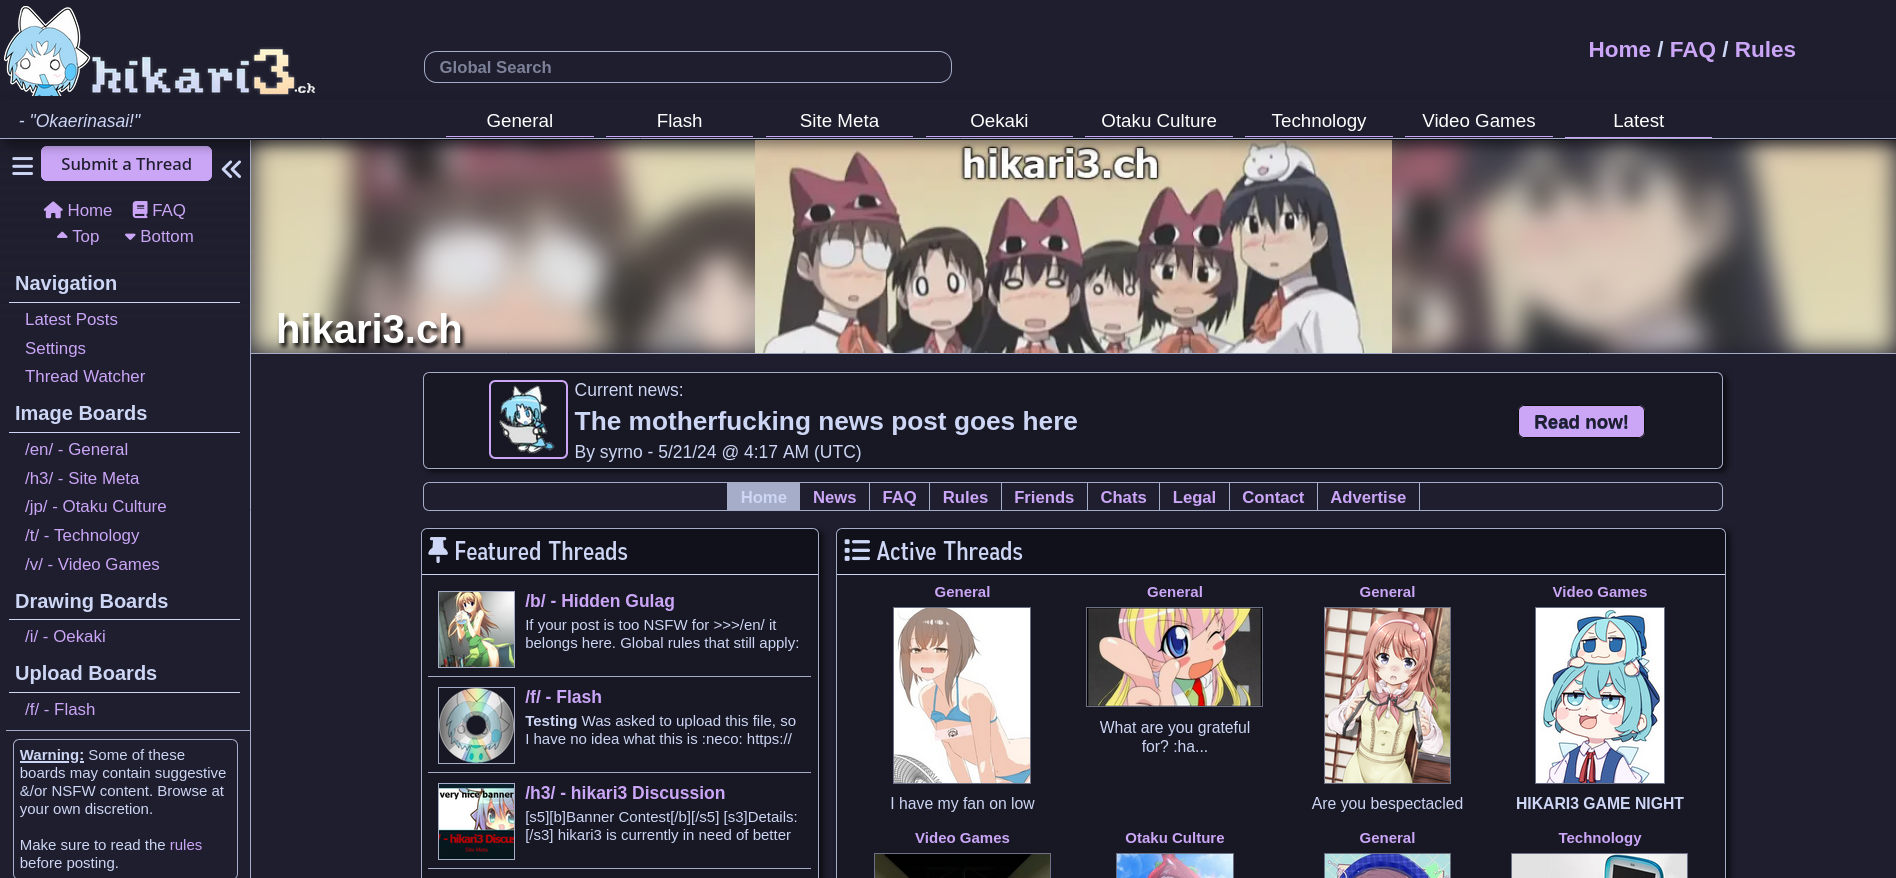 hikari3.ch
Global Search
Home / FAQ / Rules
- "Okaerinasai!"
General Flash Site Meta Oekaki Otaku Culture Technology Video Games Latest
Submit a Thread
Home FAQ
Top Bottom
Navigation
Latest Posts
Settings
Thread Watcher
Image Boards
/en/ - General
/h3/ - Site Meta
/jp/ - Otaku Culture
/t/ - Technology
/v/ - Video Games
Drawing Boards
/i/ - Oekaki
Upload Boards
/f/ - Flash
Warning: Some of these
boards may contain suggestive
&/or NSFW content. Browse at
your own discretion.
Make sure to read the rules
before posting.
hikari3.ch
hikari3.ch
Current news:
The motherfucking news post goes here
By syrno - 5/21/24 @ 4:17 AM (UTC)
Read now!
Home News FAQ Rules Friends Chats Legal Contact Advertise
Featured Threads
/b/ - Hidden Gulag
If your post is too NSFW for >>>/en/ it
belongs here. Global rules that still apply:
/f/ - Flash
Testing Was asked to upload this file, so
I have no idea what this is :neco: https://
very nice banner
- hikari3 Discu
Site Meta
/h3/ - hikari3 Discussion
[s5][b]Banner Contest[/b][/s5] [s3]Details:
[/s3] hikari3 is currently in need of better
Active Threads
General
I have my fan on low
General
What are you grateful
for? :ha...
General
Are you bespectacled
Video Games
HIKARI3 GAME NIGHT
Video Games
Otaku Culture
General
Technology